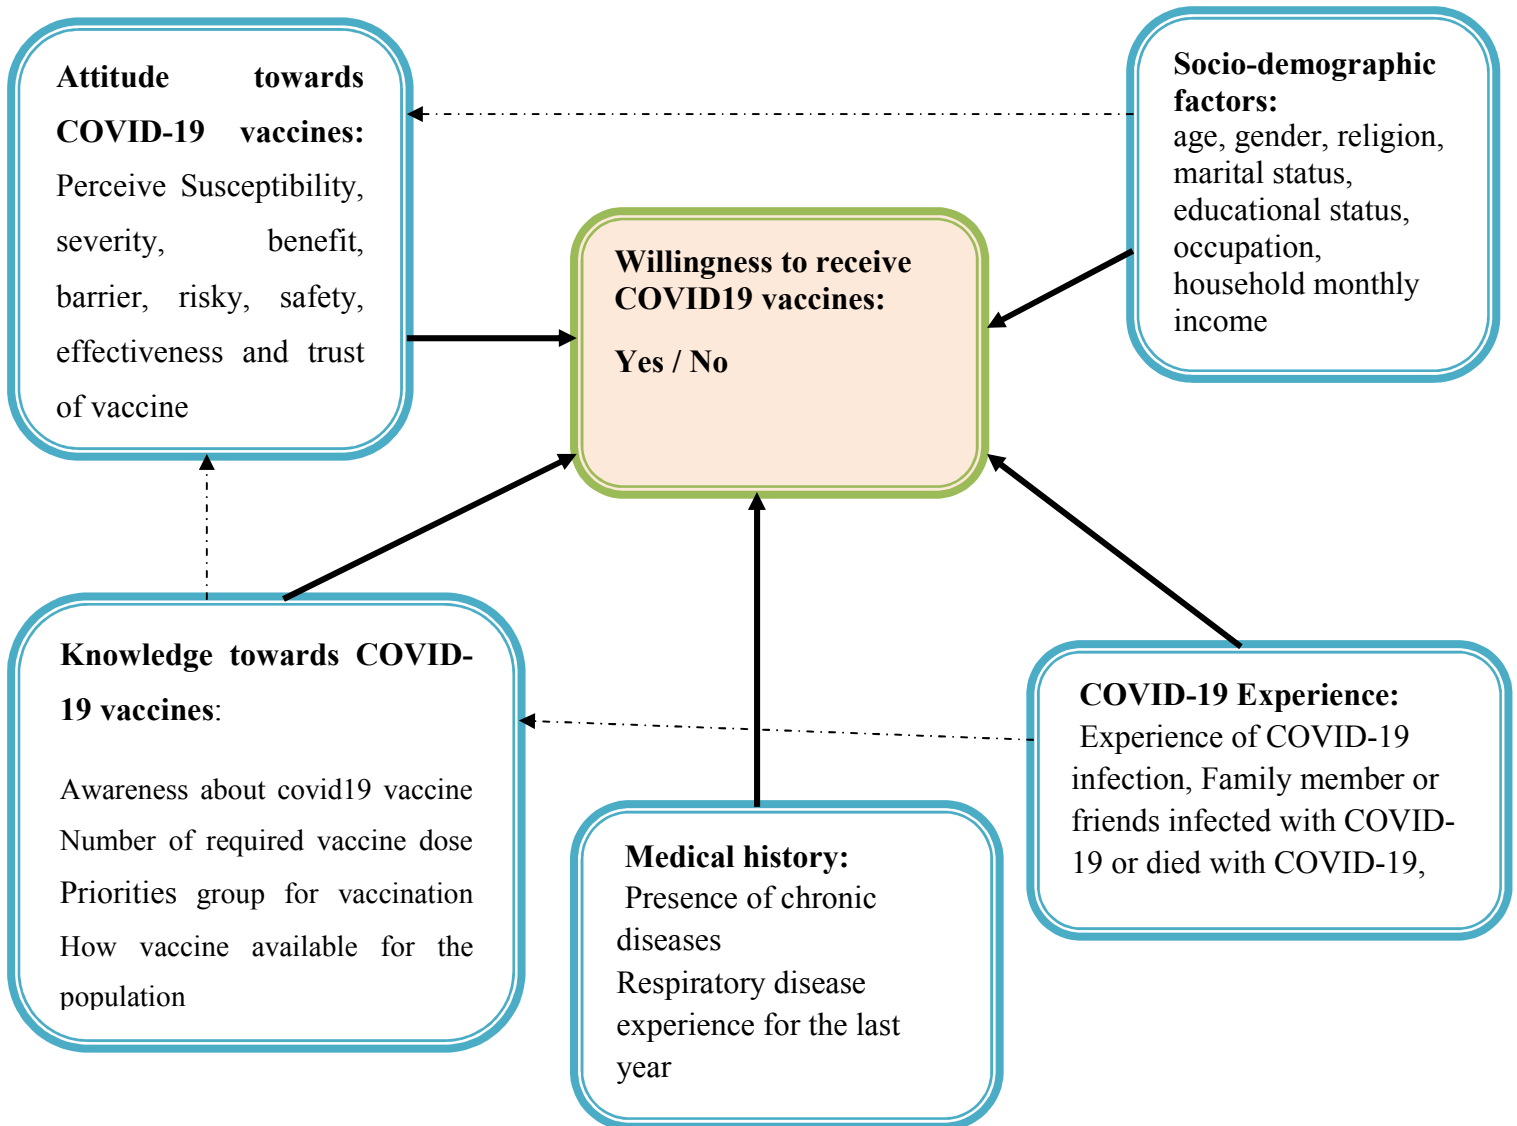 Attitude towards
COVID-19 vaccines:
Perceive Susceptibility,
severity, benefit,
barrier, risky, safety,
effectiveness and trust
of vaccine
Socio-demographic
factors:
age, gender, religion,
marital status,
educational status,
occupation,
household monthly
income
Willingness to receive
COVID19 vaccines:
Yes / No
Knowledge towards COVID-
19 vaccines:
Awareness about covid19 vaccine
Number of required vaccine dose
Priorities group for vaccination
How vaccine available for the
population
Medical history:
Presence of chronic
diseases
Respiratory disease
experience for the last
year
COVID-19 Experience:
Experience of COVID-19
infection, Family member or
friends infected with COVID-
19 or died with COVID-19,